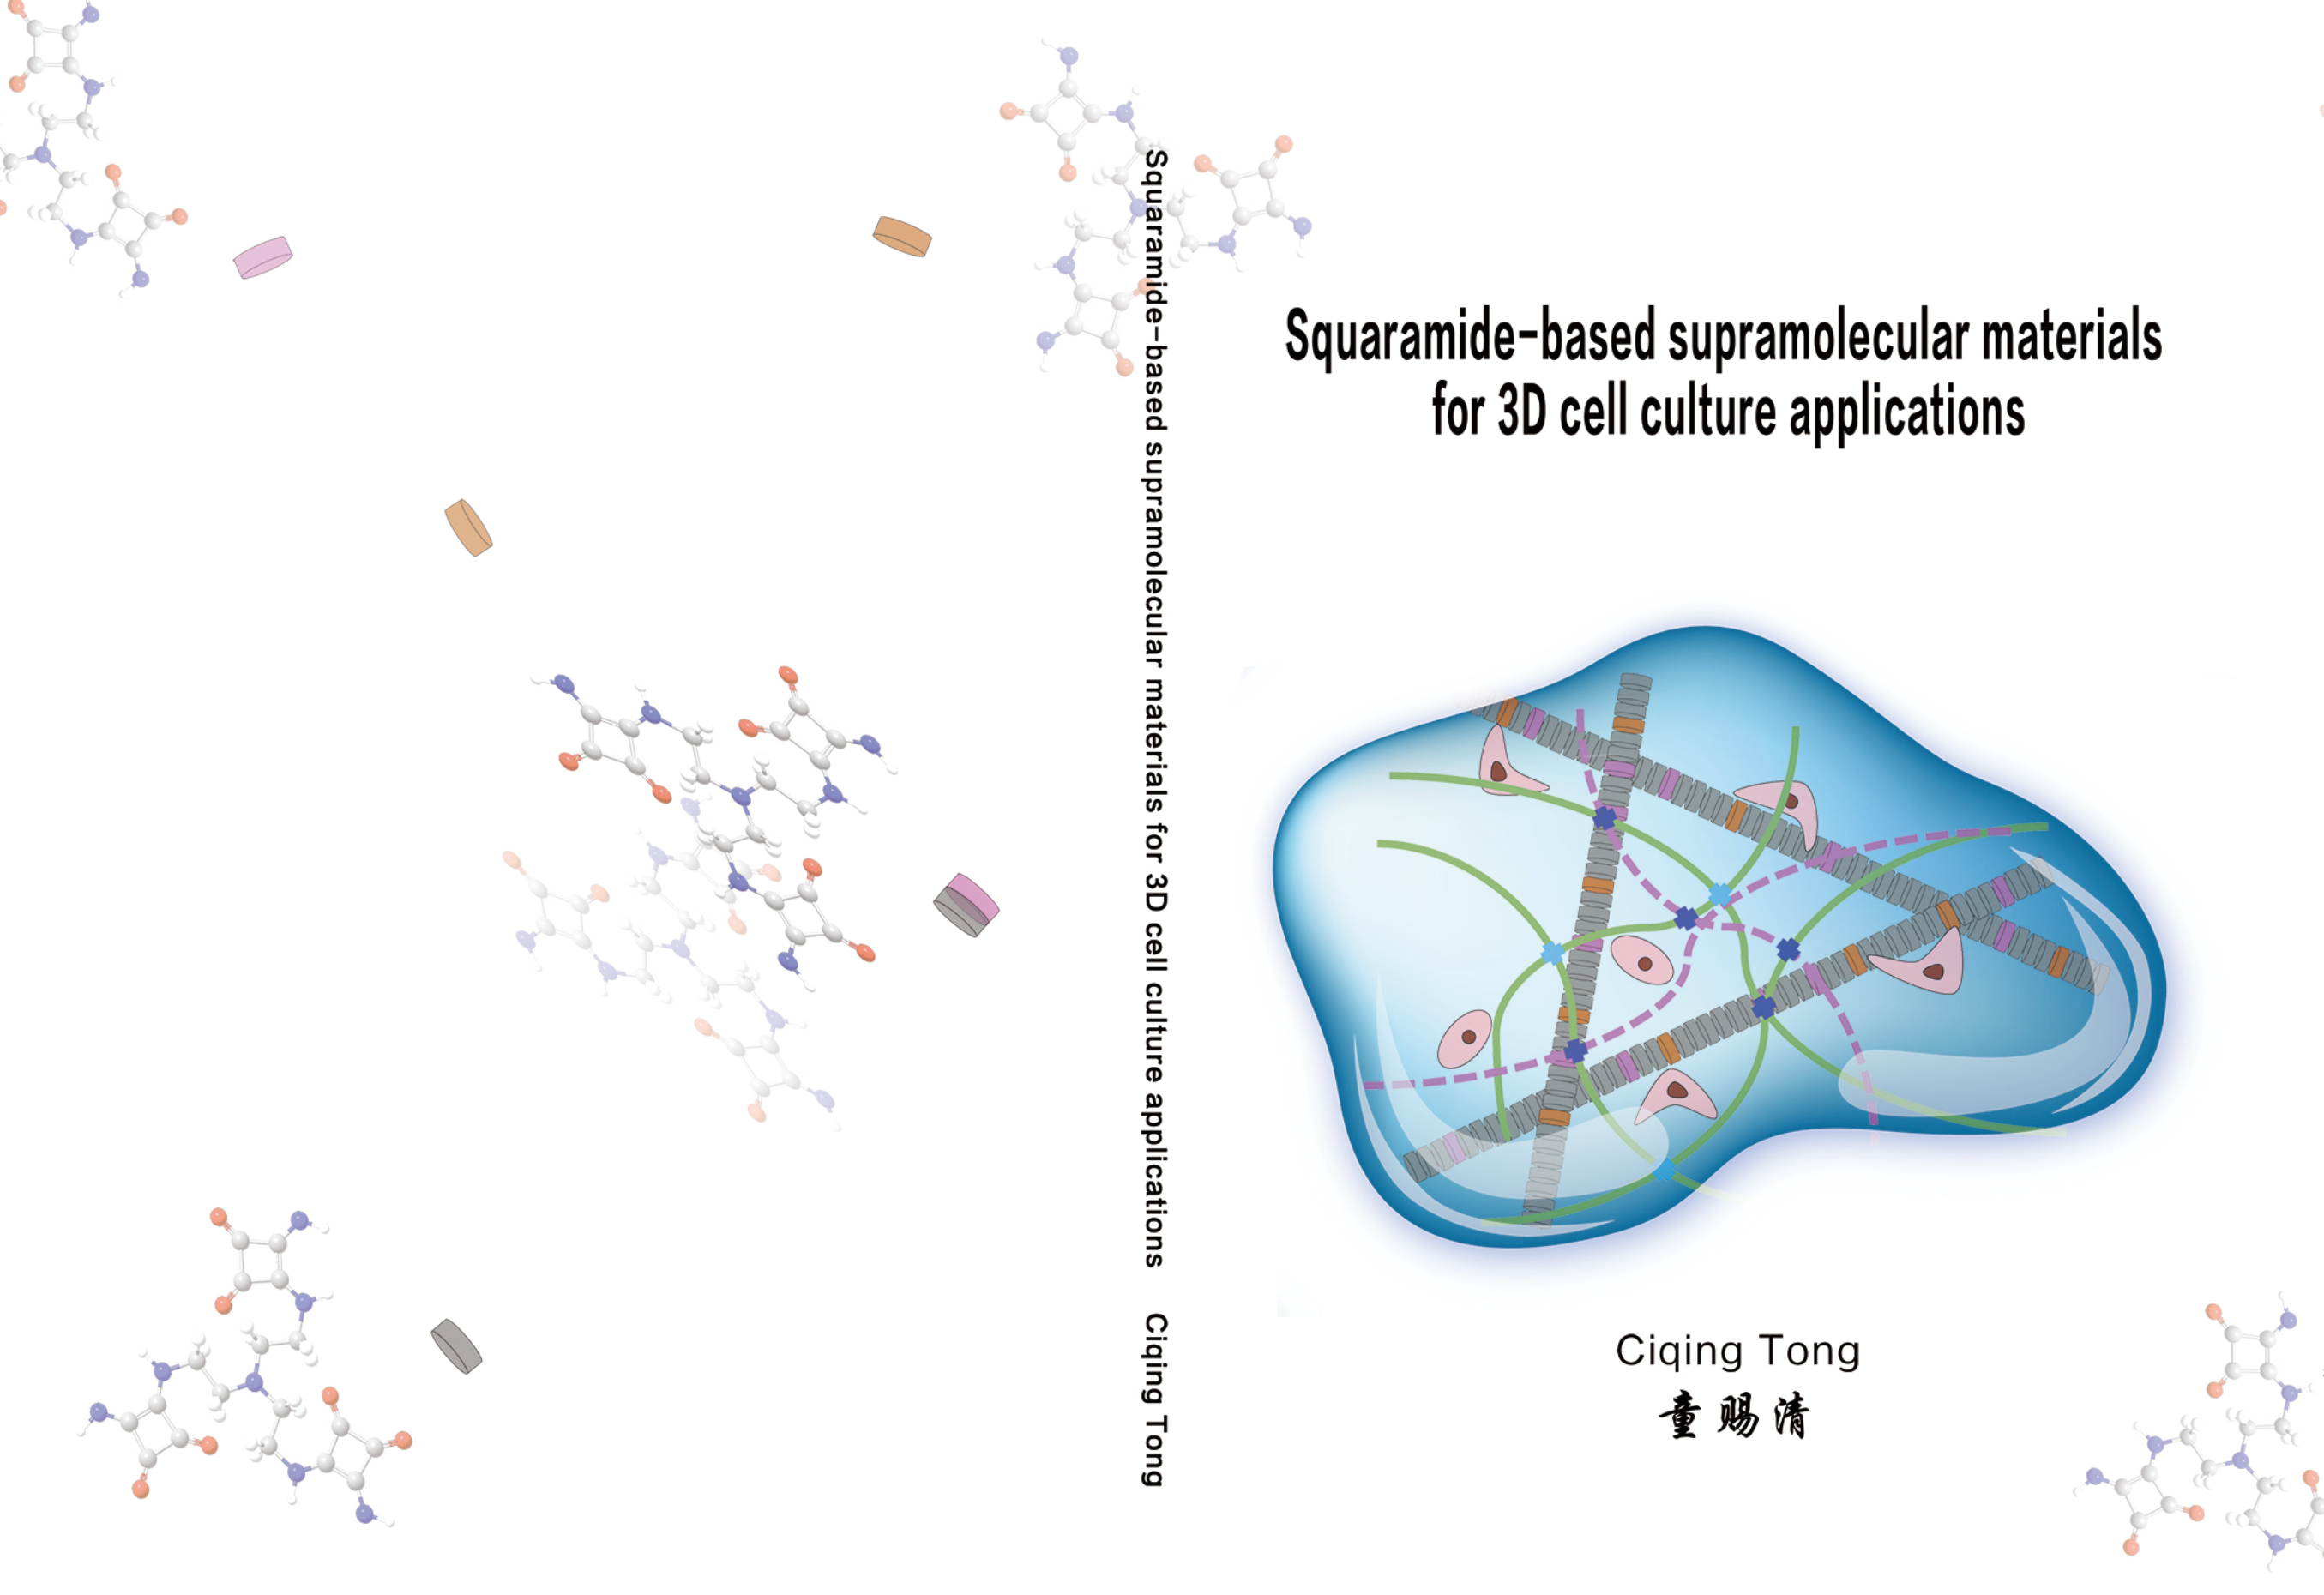 Squaramide-based supramolecular materials for 3D cell culture applications Ciqing Tong
Squaramide-based supramolecular materials
for 3D cell culture applications
Ciqing Tong
童赐清